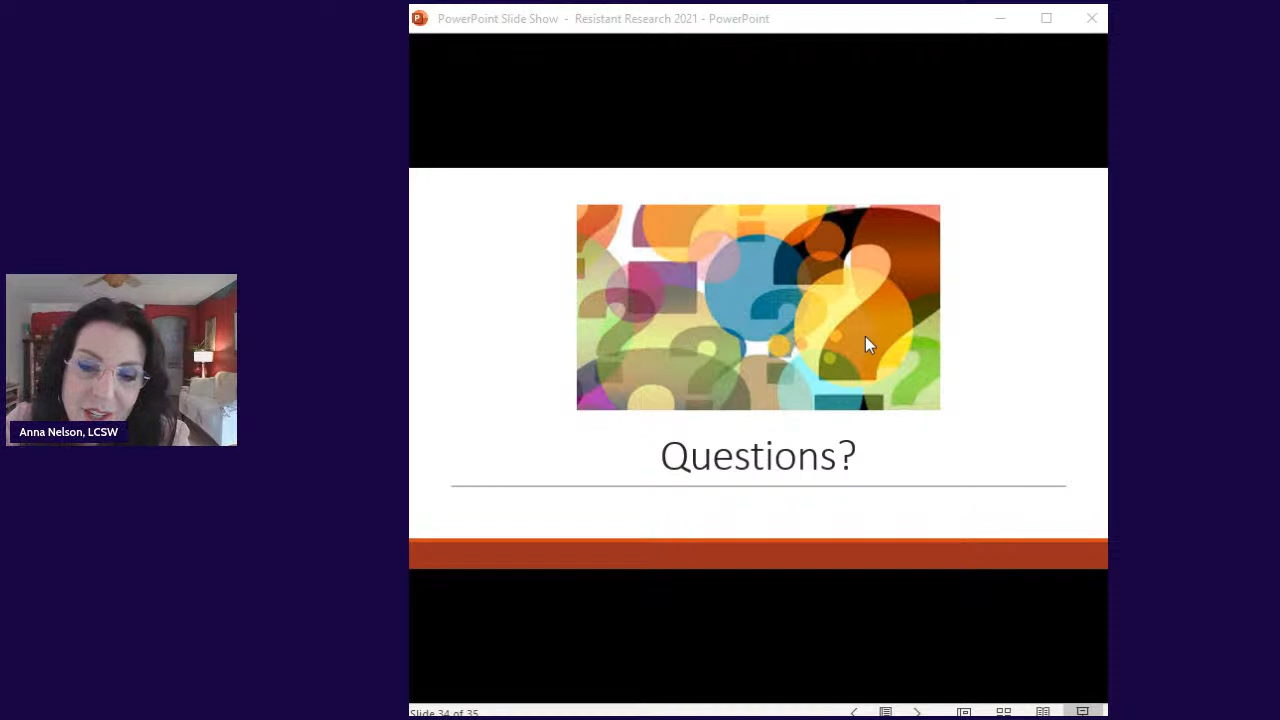 PowerPoint Slide Show - Resistant Research 2021 - PowerPoint
Anna Nelson, LCSW
Questions?
Slide 34 of 35